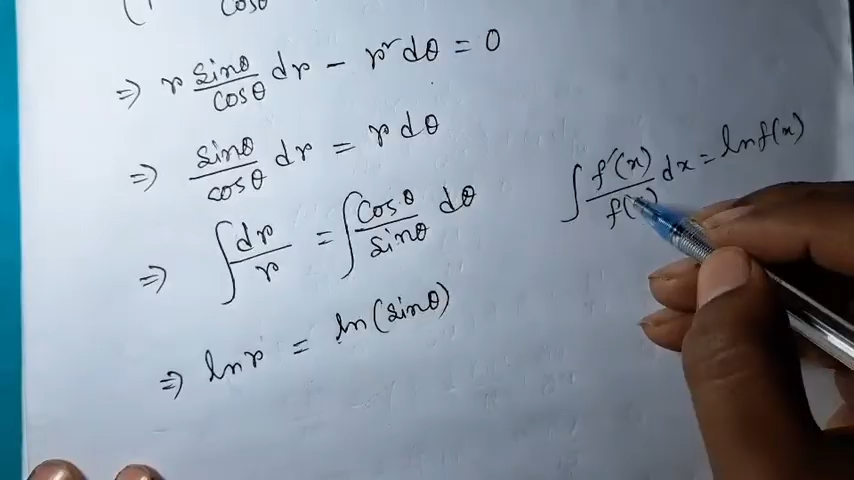 cosθ
⇒ r sinθ/cosθ dr − r² dθ = 0
⇒ sinθ/cosθ dr = r dθ
⇒ ∫ dr/r = ∫ cosθ/sinθ dθ
∫ f′(x)/f(x) dx = ln f(x)
⇒ ln r = ln (sinθ)